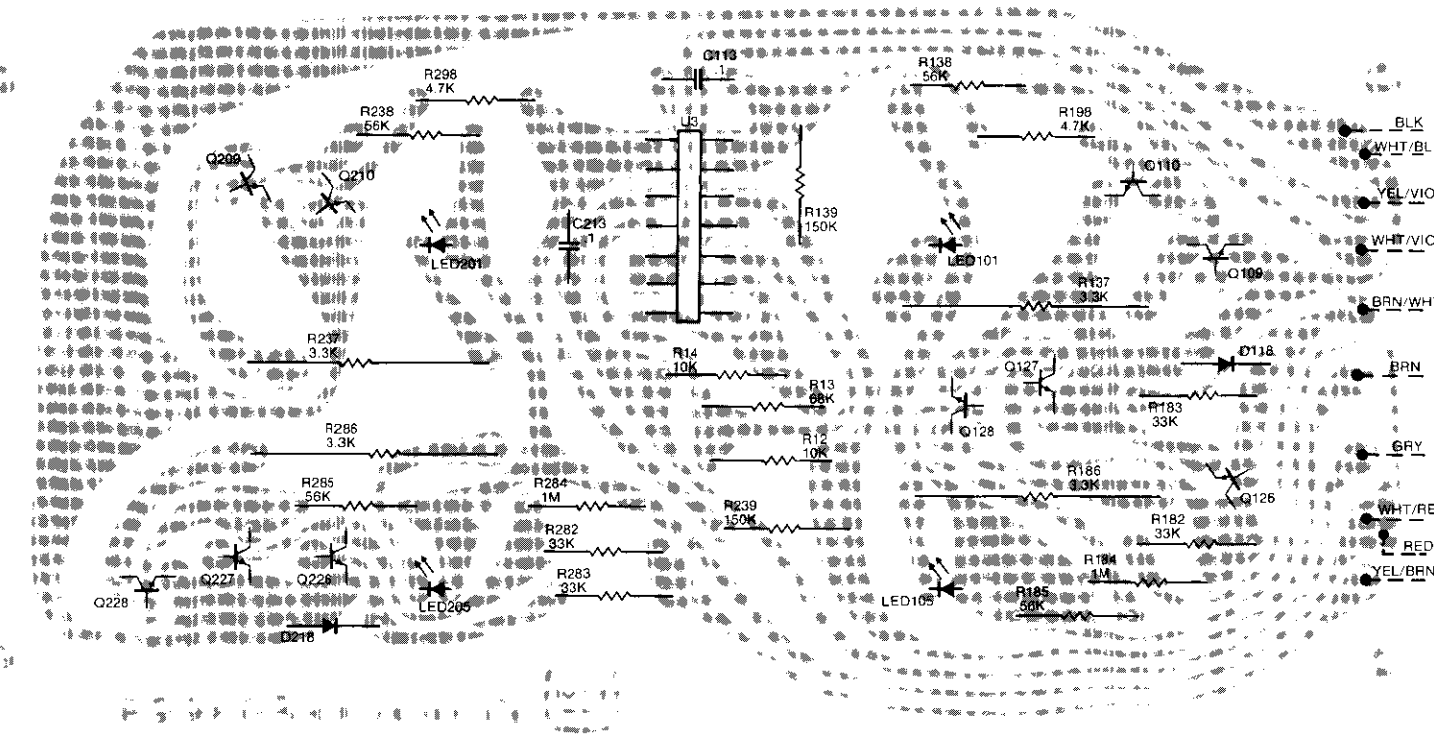 C113
.1
R138
56K
R298
4.7K
R238
56K
R198
4.7K
U3
BLK
WHT/BL
Q209
Q210
Q110
YEL/VIO
R139
150K
C213
.1
WHT/VIO
LED201
LED101
Q109
R137
3.3K
BRN/WHT
R237
3.3K
R14
10K
D118
Q127
BRN
R13
68K
R183
33K
Q128
R286
3.3K
R12
10K
GRY
R186
3.3K
R285
56K
R284
1M
Q126
R239
150K
WHT/RE
R282
33K
R182
33K
RED
Q227
Q226
R283
33K
R184
1M
YEL/BRN
Q228
LED205
LED105
R185
56K
D218